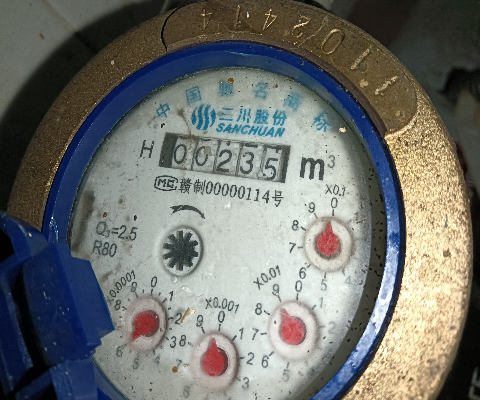 中国驰名商标
三川股份
SANCHUAN
H 00235 m³
MC 赣制00000114号
Q₃=2.5
R80
X0.1
X0.01
X0.001
X0.0001